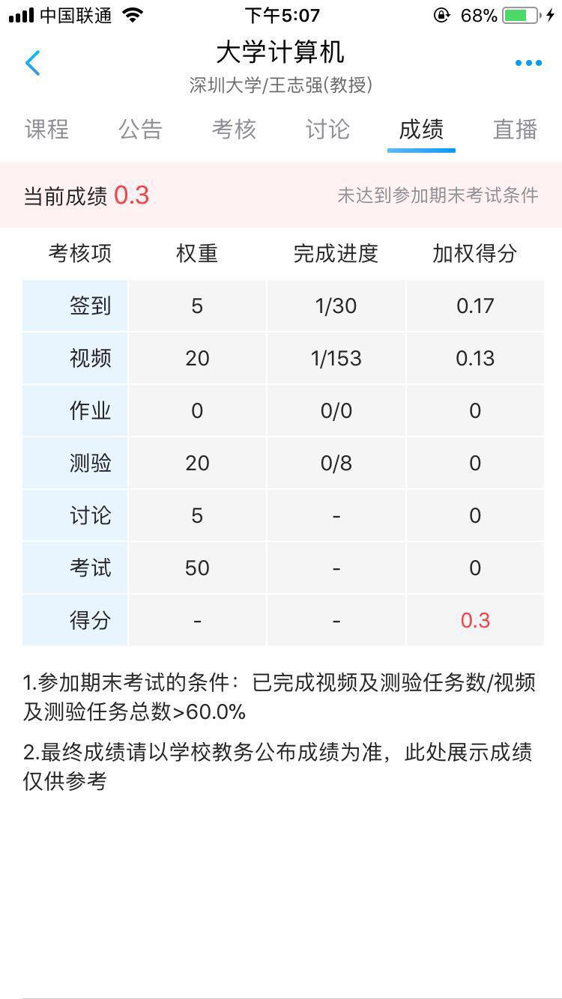 中国联通 下午5:07 68%
大学计算机
深圳大学/王志强(教授)
课程 公告 考核 讨论 成绩 直播
当前成绩 0.3 未达到参加期末考试条件
考核项 权重 完成进度 加权得分
签到 5 1/30 0.17
视频 20 1/153 0.13
作业 0 0/0 0
测验 20 0/8 0
讨论 5 - 0
考试 50 - 0
得分 - - 0.3
1.参加期末考试的条件：已完成视频及测验任务数/视频
及测验任务总数>60.0%
2.最终成绩请以学校教务公布成绩为准，此处展示成绩
仅供参考